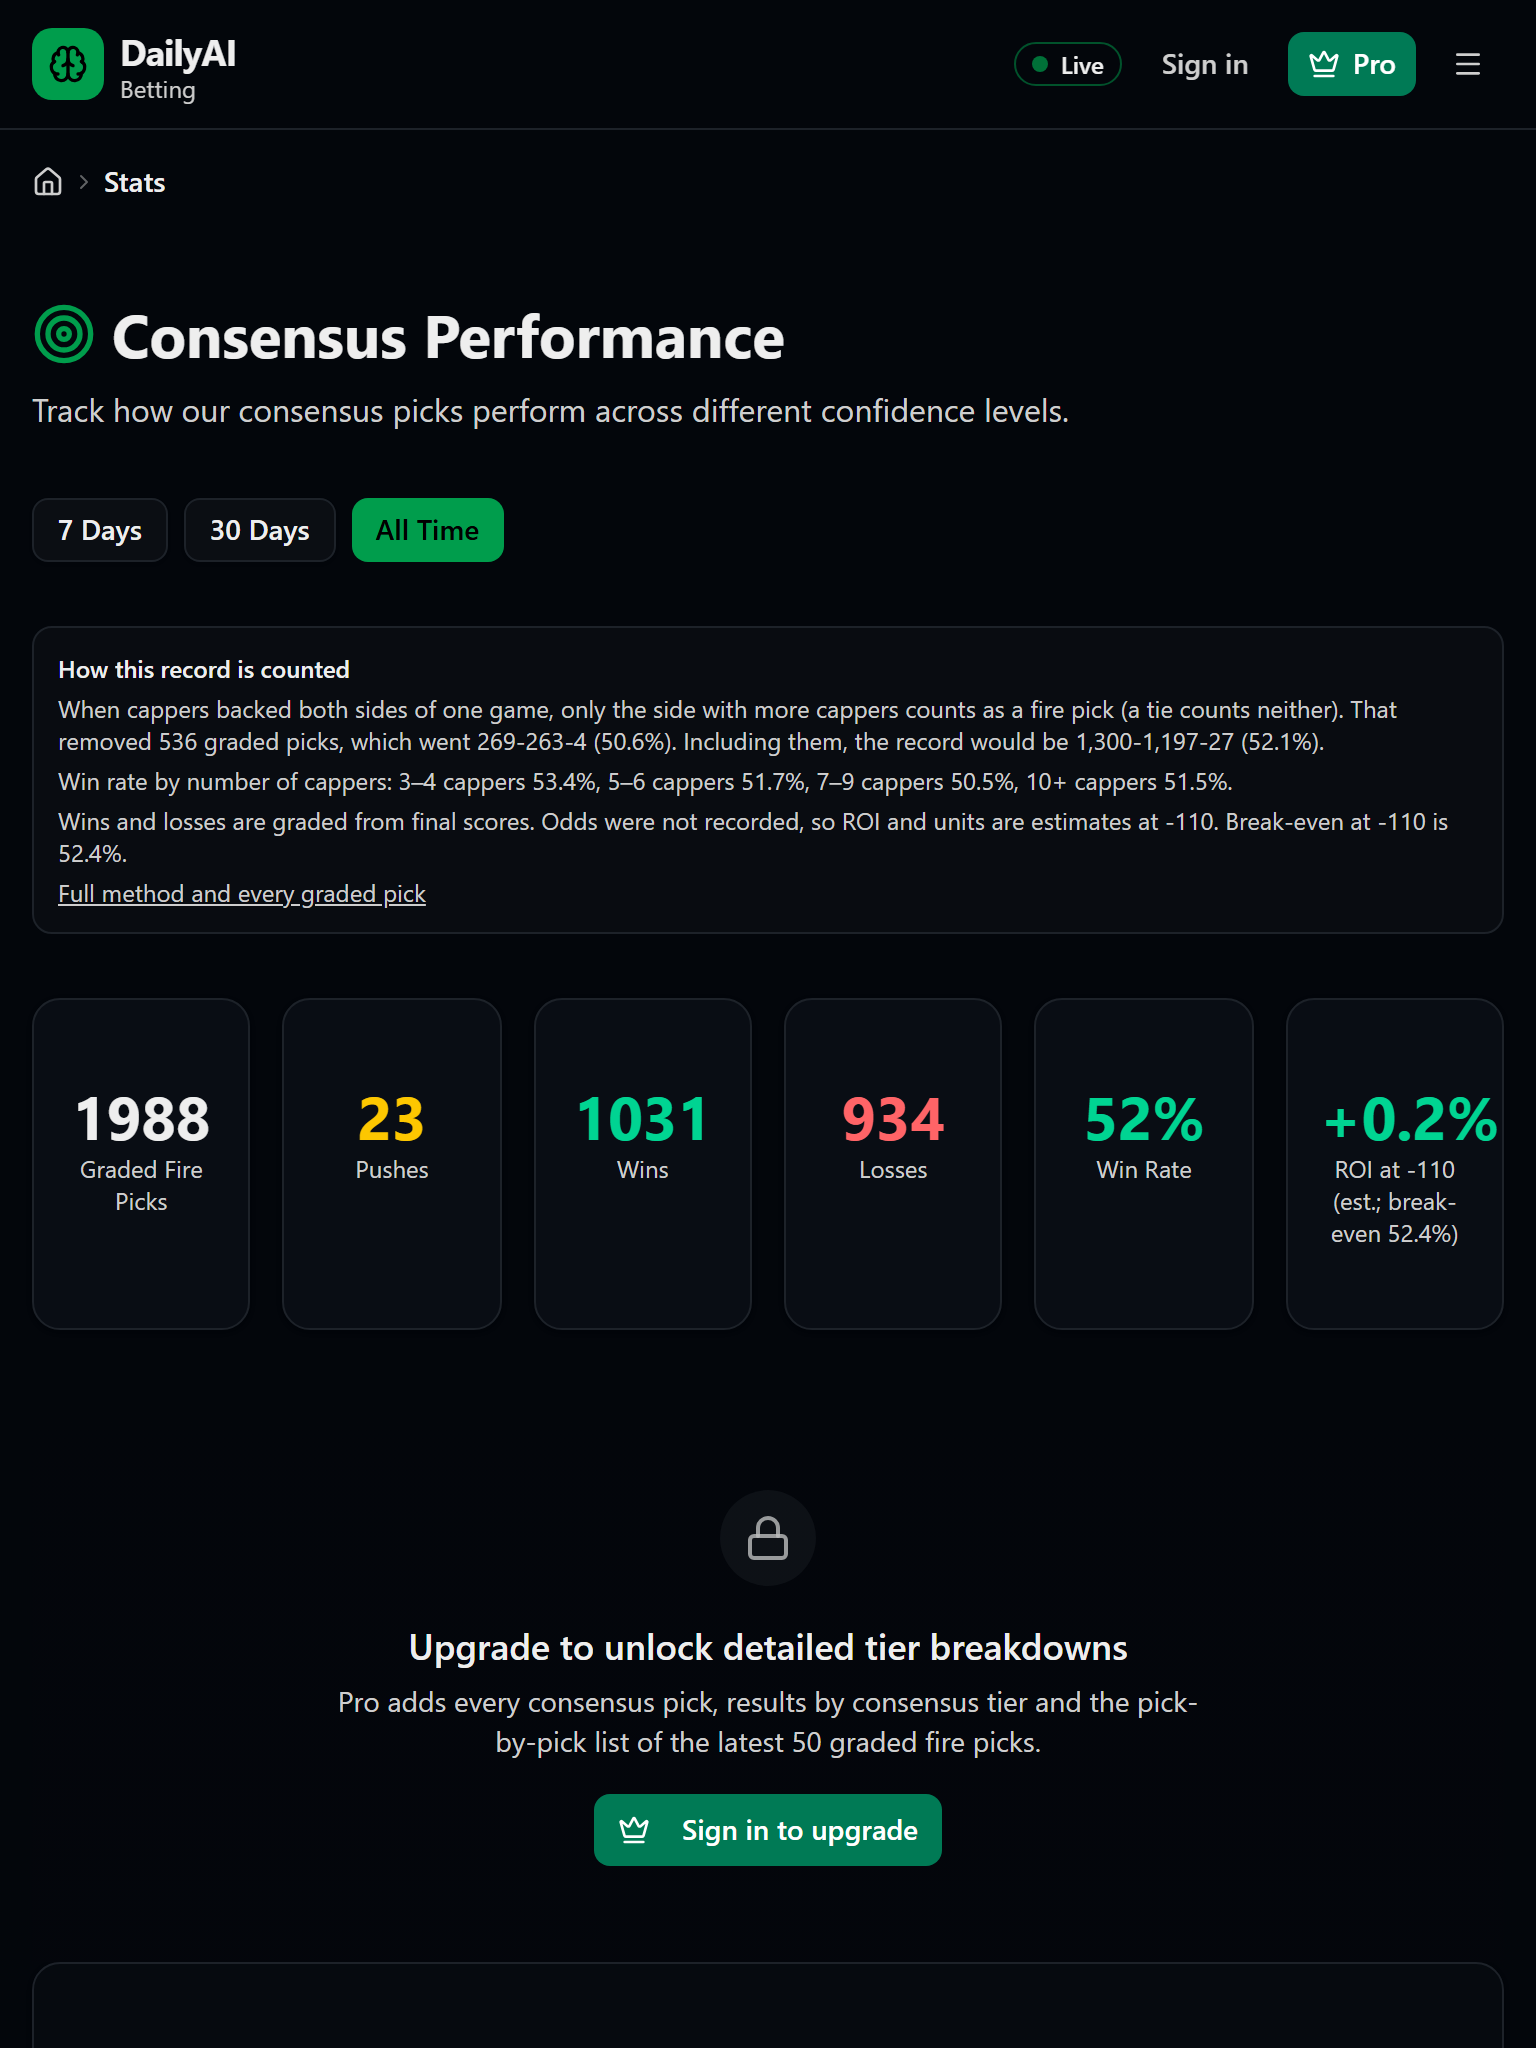 DailyAI
Betting
Live
Sign in
Pro
Stats
Consensus Performance
Track how our consensus picks perform across different confidence levels.
7 Days
30 Days
All Time
How this record is counted
When cappers backed both sides of one game, only the side with more cappers counts as a fire pick (a tie counts neither). That
removed 536 graded picks, which went 269-263-4 (50.6%). Including them, the record would be 1,300-1,197-27 (52.1%).
Win rate by number of cappers: 3–4 cappers 53.4%, 5–6 cappers 51.7%, 7–9 cappers 50.5%, 10+ cappers 51.5%.
Wins and losses are graded from final scores. Odds were not recorded, so ROI and units are estimates at -110. Break-even at -110 is
52.4%.
Full method and every graded pick
1988
Graded Fire
Picks
23
Pushes
1031
Wins
934
Losses
52%
Win Rate
+0.2%
ROI at -110
(est.; break-
even 52.4%)
Upgrade to unlock detailed tier breakdowns
Pro adds every consensus pick, results by consensus tier and the pick-
by-pick list of the latest 50 graded fire picks.
Sign in to upgrade